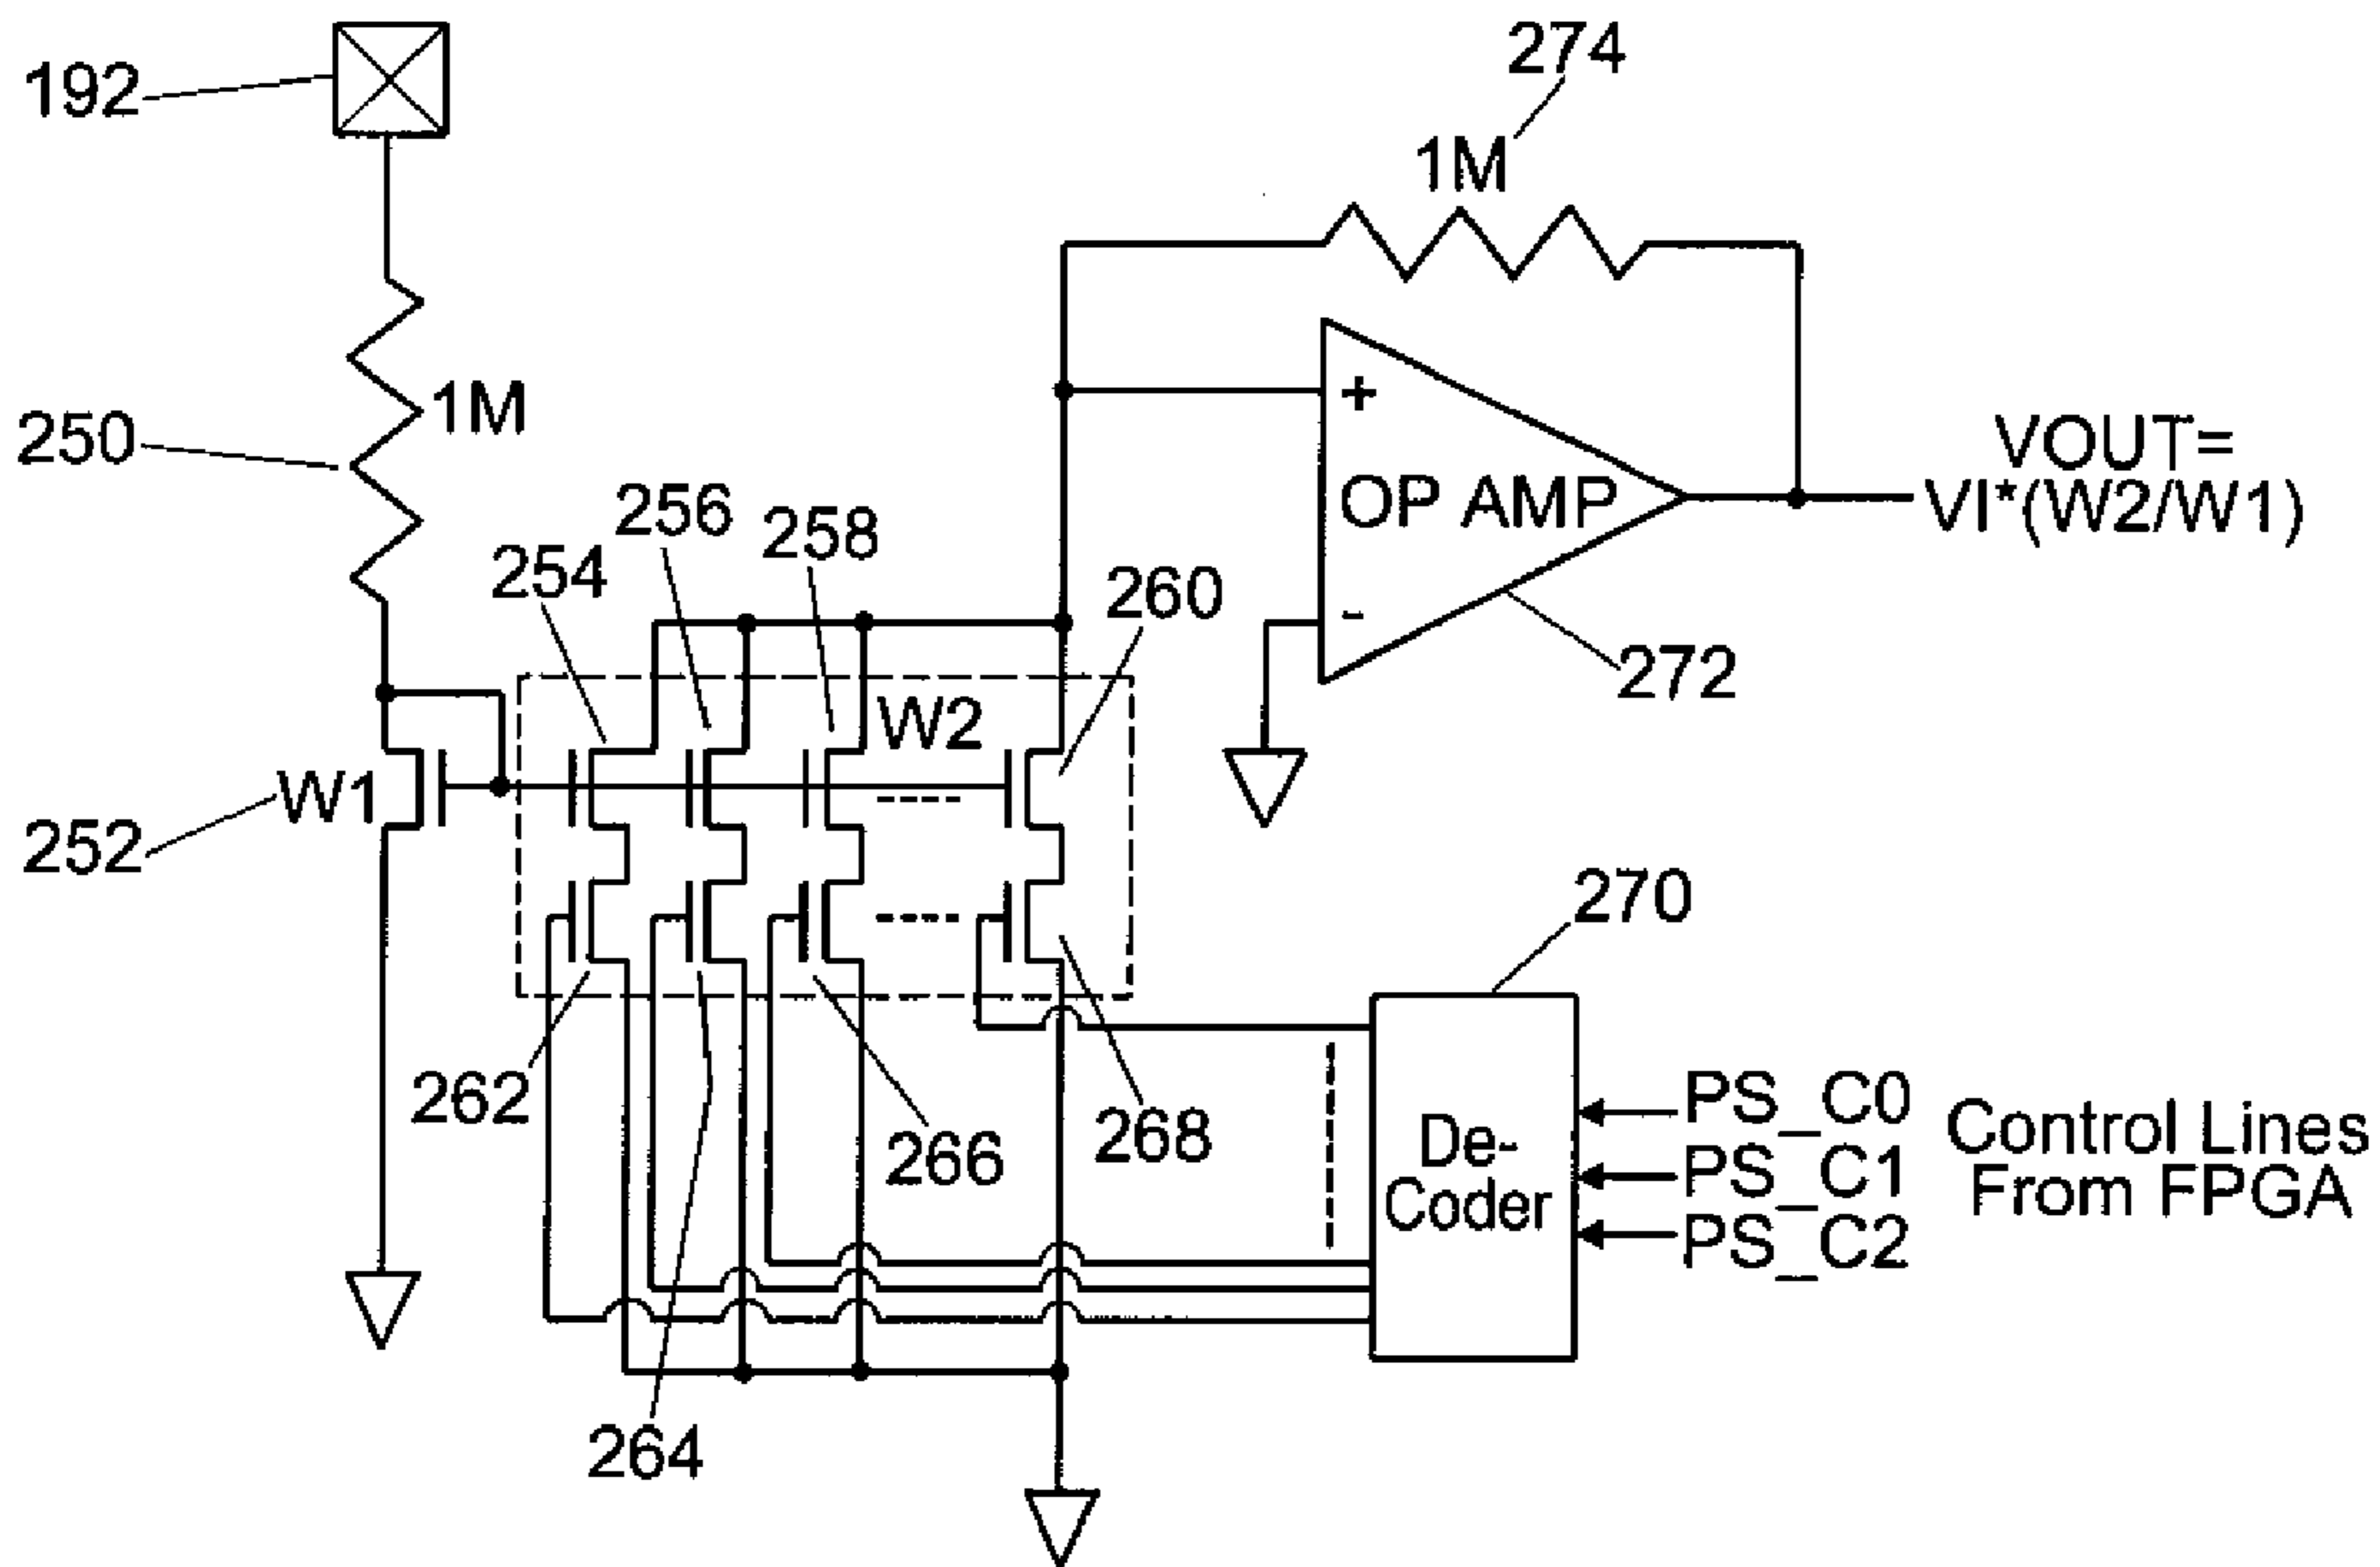 192
274
1M
1M
250
+
OP AMP
-
VOUT=
VI*(W2/W1)
256
258
254
260
272
W2
W1
252
270
262
266
268
264
De-
Coder
PS_C0
PS_C1
PS_C2
Control Lines
From FPGA